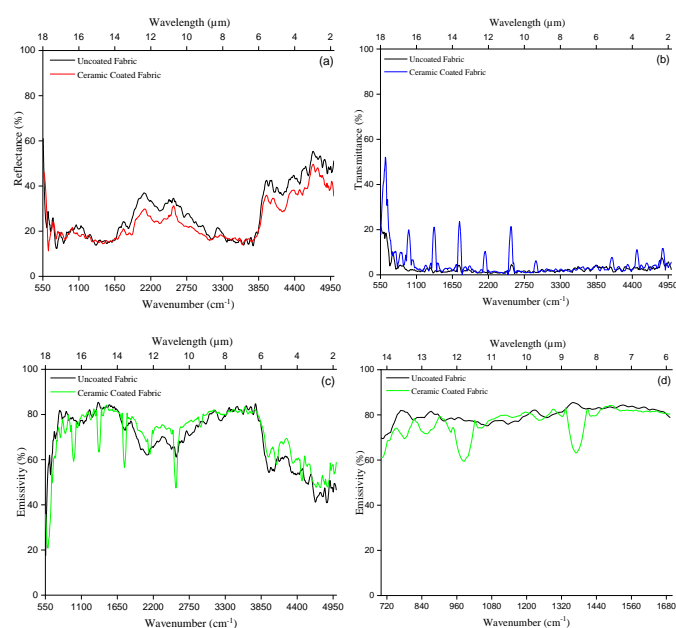 Wavelength (µm)
18 16 14 12 10 8 6 4 2
100
80
60
40
20
0
Reflectance (%)
Uncoated Fabric
Ceramic Coated Fabric
(a)
550 1100 1650 2200 2750 3300 3850 4400 4950
Wavenumber (cm-1)
Wavelength (µm)
18 16 14 12 10 8 6 4 2
100
80
60
40
20
0
Transmittance (%)
Uncoated Fabric
Ceramic Coated Fabric
(b)
550 1100 1650 2200 2750 3300 3850 4400 4950
Wavenumber (cm-1)
Wavelength (µm)
18 16 14 12 10 8 6 4 2
100
80
60
40
20
0
Emissivity (%)
Uncoated Fabric
Ceramic Coated Fabric
(c)
550 1100 1650 2200 2750 3300 3850 4400 4950
Wavenumber (cm-1)
Wavelength (µm)
14 13 12 11 10 9 8 7 6
100
80
60
40
20
0
Emissivity (%)
Uncoated Fabric
Ceramic Coated Fabric
(d)
720 840 960 1080 1200 1320 1440 1560 1680
Wavenumber (cm-1)